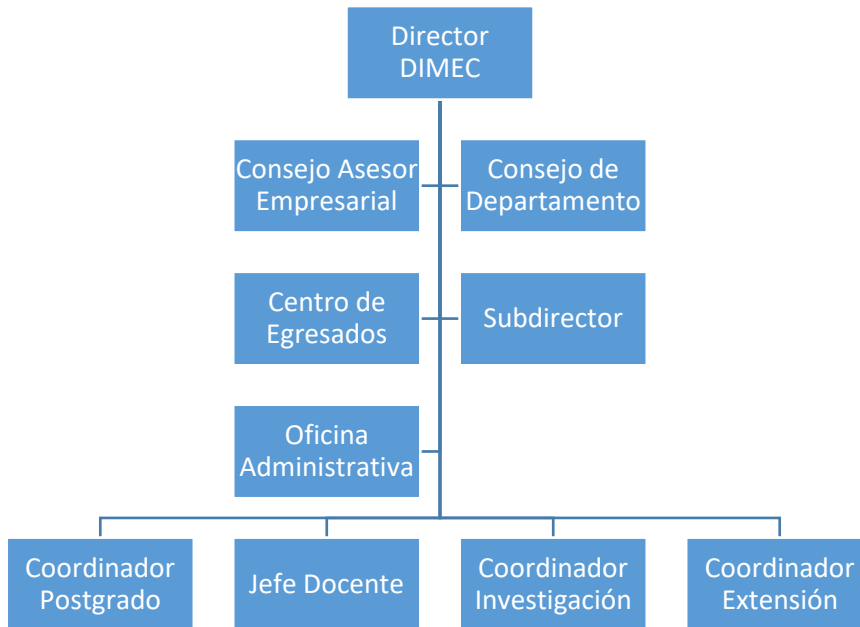 Director
DIMEC
Consejo Asesor
Empresarial
Consejo de
Departamento
Centro de
Egresados
Subdirector
Oficina
Administrativa
Coordinador
Postgrado
Jefe Docente
Coordinador
Investigación
Coordinador
Extensión